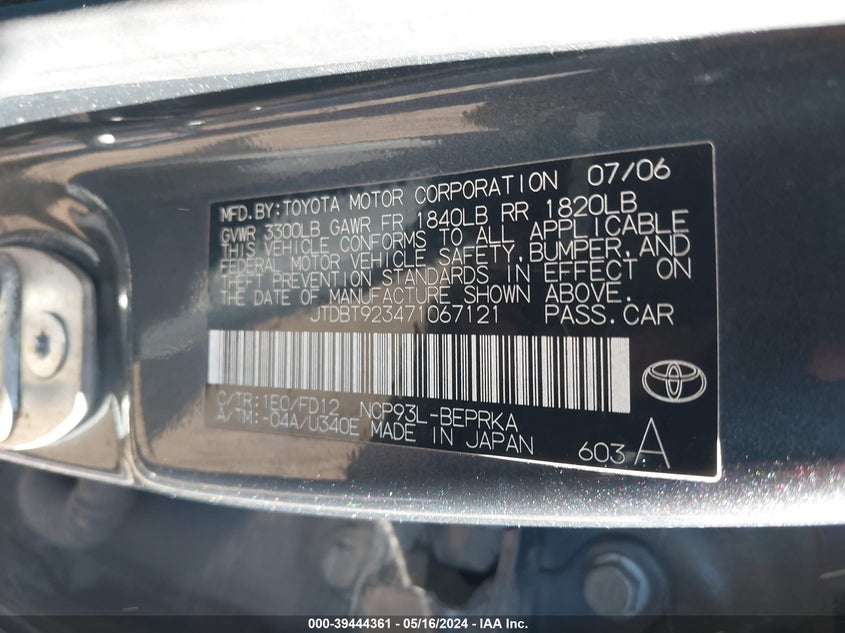 MFD.BY:TOYOTA MOTOR CORPORATION 07/06
GVWR 3300LB GAWR FR 1840LB RR 1820LB
THIS VEHICLE CONFORMS TO ALL APPLICABLE
FEDERAL MOTOR VEHICLE SAFETY,BUMPER,AND
THEFT PREVENTION STANDARDS IN EFFECT ON
THE DATE OF MANUFACTURE SHOWN ABOVE.
JTDBT923471067121 PASS.CAR
C/TR:1E0/FD12 NCP93L-BEPRKA
A/TM:-04A/U340E MADE IN JAPAN
603 A
000-39444361 - 05/16/2024 - IAA Inc.